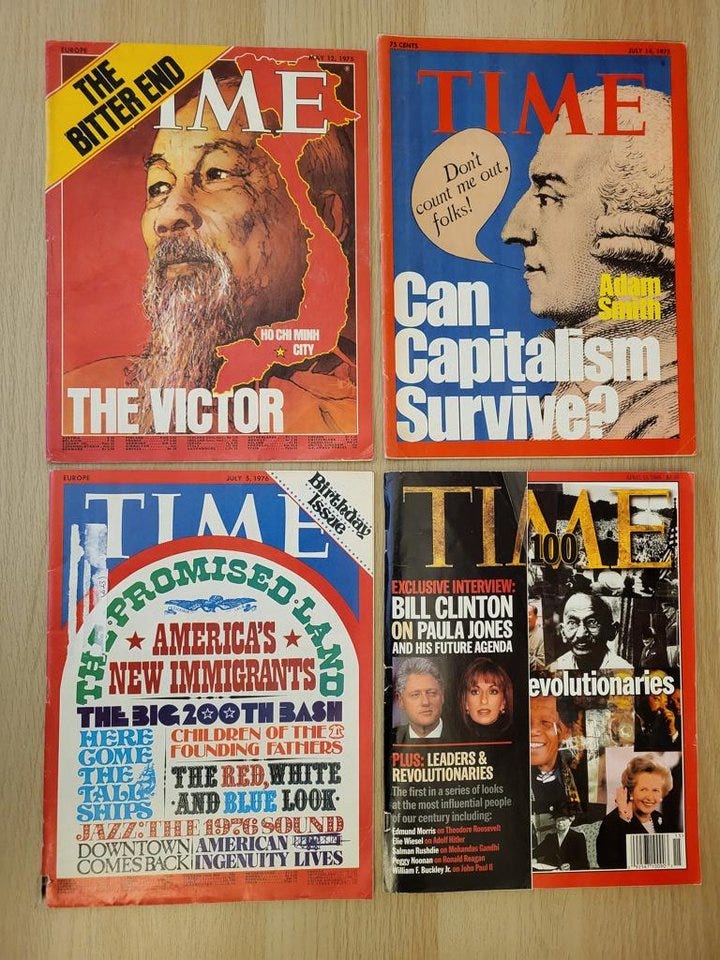 EUROPE
MAY 12, 1975
THE
BITTER END
TIME
HO CHI MINH
CITY
THE VICTOR
75 CENTS
JULY 14, 1975
TIME
Don't
count me out,
folks!
Adam
Smith
Can
Capitalism
Survive?
EUROPE
JULY 5, 1976
Birthday
Issue
TIME
THE PROMISED LAND
AMERICA'S
NEW IMMIGRANTS
THE BIG 200TH BASH
HERE
COME
THE
TALL
SHIPS
CHILDREN OF THE
FOUNDING FATHERS
THE RED, WHITE
AND BLUE LOOK
JAZZ: THE 1976 SOUND
DOWNTOWN
COMES BACK
AMERICAN
INGENUITY LIVES
TIME
100
EXCLUSIVE INTERVIEW:
BILL CLINTON
ON PAULA JONES
AND HIS FUTURE AGENDA
evolutionaries
PLUS: LEADERS &
REVOLUTIONARIES
The first in a series of looks
at the most influential people
of our century including:
Edmund Morris on Theodore Roosevelt
Elie Wiesel on Adolf Hitler
Salman Rushdie on Mohandas Gandhi
Peggy Noonan on Ronald Reagan
William F. Buckley Jr. on John Paul II